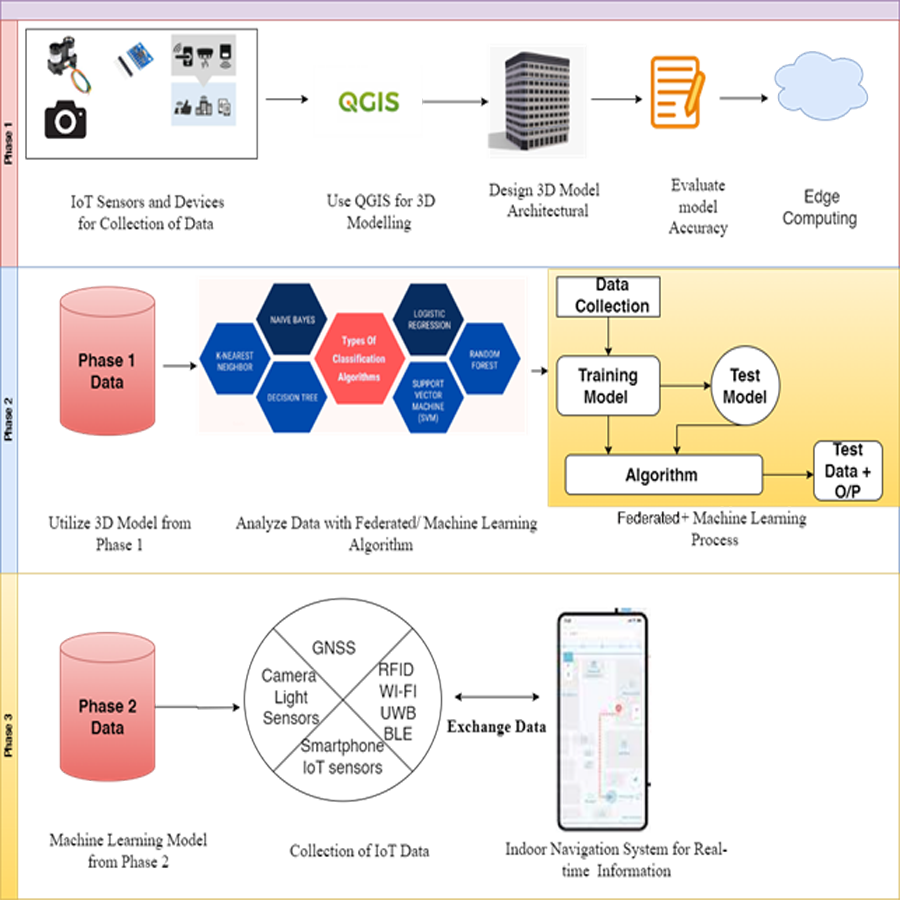 Phase 1
QGIS
IoT Sensors and Devices
for Collection of Data
Use QGIS for 3D
Modelling
Design 3D Model
Architectural
Evaluate
model
Accuracy
Edge
Computing
Phase 2
Phase 1
Data
K-NEAREST
NEIGHBOR
NAIVE BAYES
DECISION TREE
Types Of
Classification
Algorithms
LOGISTIC
REGRESSION
SUPPORT
VECTOR
MACHINE
(SVM)
RANDOM
FOREST
Data
Collection
Training
Model
Test
Model
Algorithm
Test
Data +
O/P
Utilize 3D Model from
Phase 1
Analyze Data with Federated/ Machine Learning
Algorithm
Federated+ Machine Learning
Process
Phase 3
Phase 2
Data
GNSS
Camera
Light
Sensors
RFID
WI-FI
UWB
BLE
Smartphone
IoT sensors
Exchange Data
Machine Learning Model
from Phase 2
Collection of IoT Data
Indoor Navigation System for Real-
time Information